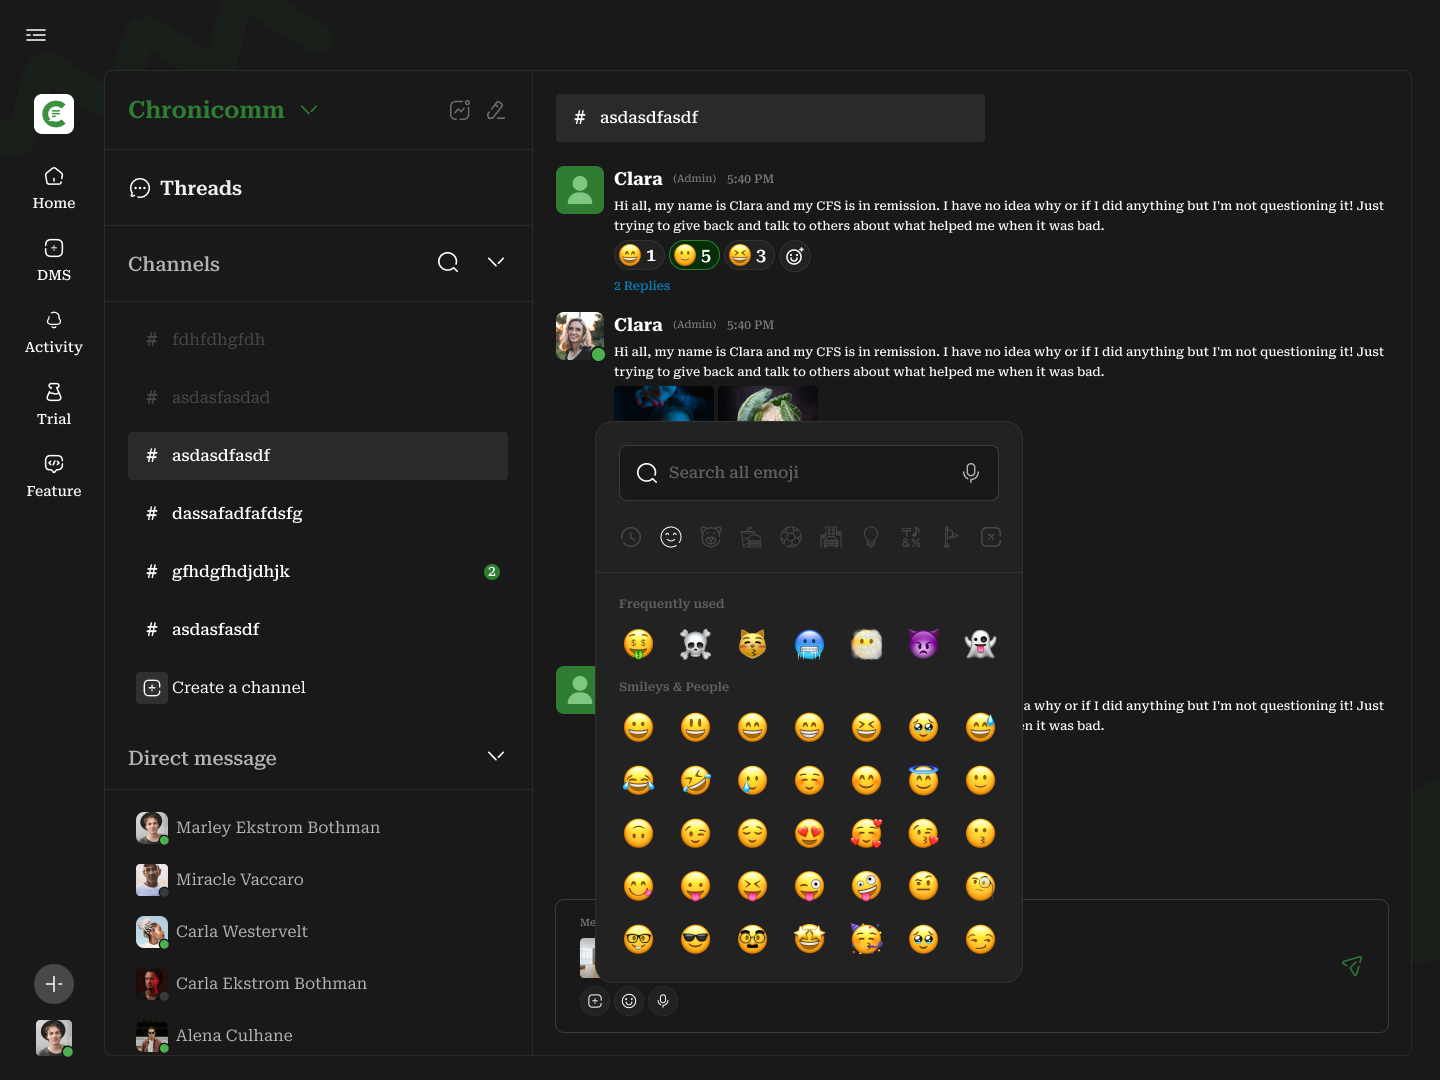 Chronicomm
Home
DMS
Activity
Trial
Feature
Threads
Channels
# fdhfdhgfdh
# asdasfasdad
# asdasdfasdf
# dassafadfafdsfg
# gfhdgfhdjdhjk 2
# asdasfasdf
Create a channel
Direct message
Marley Ekstrom Bothman
Miracle Vaccaro
Carla Westervelt
Carla Ekstrom Bothman
Alena Culhane
# asdasdfasdf
Clara (Admin) 5:40 PM
Hi all, my name is Clara and my CFS is in remission. I have no idea why or if I did anything but I'm not questioning it! Just
trying to give back and talk to others about what helped me when it was bad.
1 5 3
2 Replies
Clara (Admin) 5:40 PM
Hi all, my name is Clara and my CFS is in remission. I have no idea why or if I did anything but I'm not questioning it! Just
trying to give back and talk to others about what helped me when it was bad.
Search all emoji
Frequently used
Smileys & People
a why or if I did anything but I'm not questioning it! Just
en it was bad.
Me